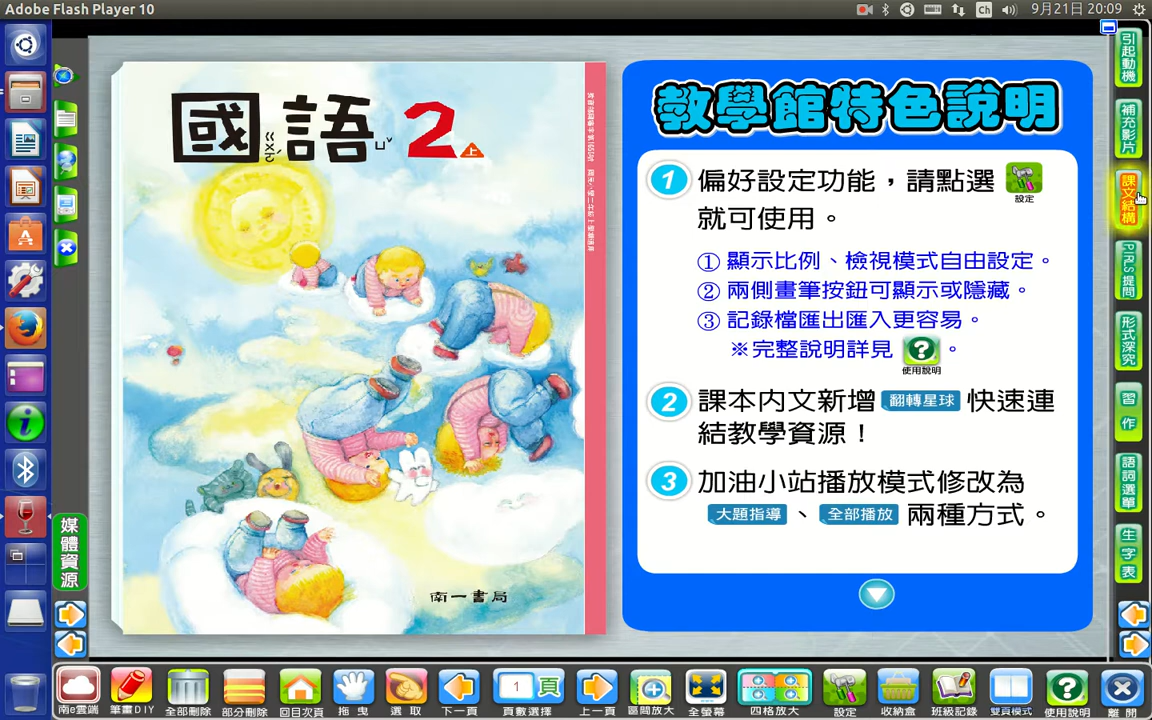 Adobe Flash Player 10
Ch
9月21日 20:09
國語2上
ㄍㄨㄛˊ
ㄩˇ
南一書局
教學館特色說明
1 偏好設定功能，請點選 設定
就可使用。
① 顯示比例、檢視模式自由設定。
② 兩側畫筆按鈕可顯示或隱藏。
③ 記錄檔匯出匯入更容易。
※完整說明詳見 使用說明 。
2 課本內文新增 翻轉星球 快速連
結教學資源！
3 加油小站播放模式修改為
大題指導 、 全部播放 兩種方式。
引起動機
補充影片
課文結構
PIRLS提問
形式深究
習作
語詞選單
生字表
媒體資源
南e雲端
筆畫DIY
全部刪除
部分刪除
回目次頁
拖曳
選取
下一頁
1 頁
頁數選擇
上一頁
區間放大
全螢幕
四格放大
設定
收納盒
班級記錄
雙頁模式
使用說明
離開